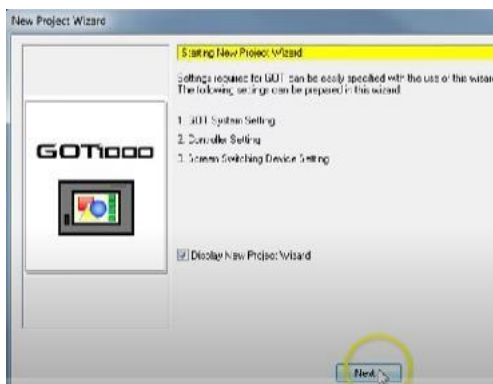 New Project Wizard
Starting New Project Wizard
Settings required for GOT can be easily specified with the use of this wizar
The following settings can be prepared in this wizard
1. GOT System Setting
2. Controller Setting
3. Screen Switching Device Setting
GOT1000
Display New Project Wizard
Next